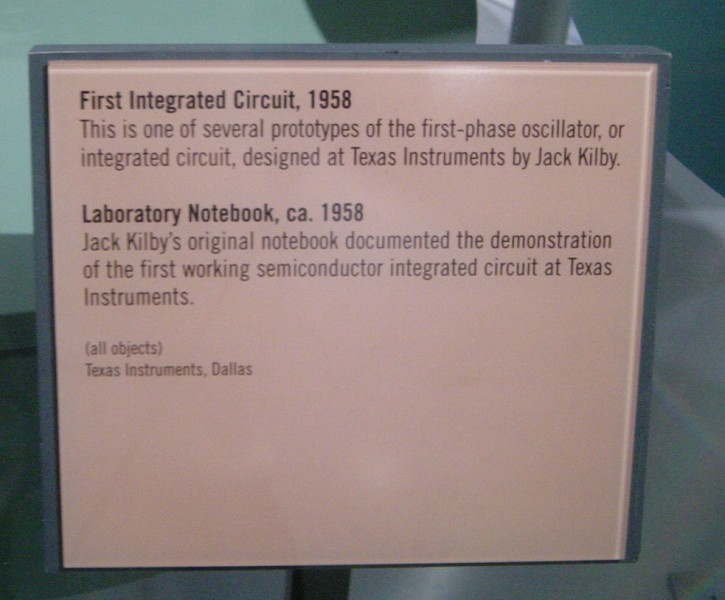 First Integrated Circuit, 1958
This is one of several prototypes of the first-phase oscillator, or
integrated circuit, designed at Texas Instruments by Jack Kilby.
Laboratory Notebook, ca. 1958
Jack Kilby's original notebook documented the demonstration
of the first working semiconductor integrated circuit at Texas
Instruments.
(all objects)
Texas Instruments, Dallas